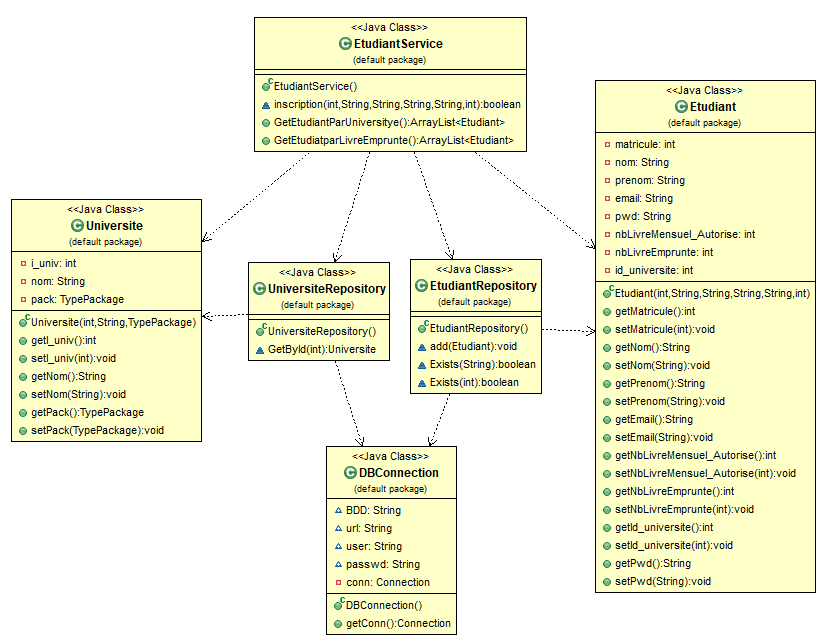 <<Java Class>>
EtudiantService
(default package)
EtudiantService()
inscription(int,String,String,String,String,int):boolean
GetEtudiantParUniversitye():ArrayList<Etudiant>
GetEtudiatparLivreEmprunte():ArrayList<Etudiant>
<<Java Class>>
Etudiant
(default package)
matricule: int
nom: String
prenom: String
email: String
pwd: String
nbLivreMensuel_Autorise: int
nbLivreEmprunte: int
id_universite: int
Etudiant(int,String,String,String,String,int)
getMatricule():int
setMatricule(int):void
getNom():String
setNom(String):void
getPrenom():String
setPrenom(String):void
getEmail():String
setEmail(String):void
getNbLivreMensuel_Autorise():int
setNbLivreMensuel_Autorise(int):void
getNbLivreEmprunte():int
setNbLivreEmprunte(int):void
getId_universite():int
setId_universite(int):void
getPwd():String
setPwd(String):void
<<Java Class>>
Universite
(default package)
i_univ: int
nom: String
pack: TypePackage
Universite(int,String,TypePackage)
getI_univ():int
setI_univ(int):void
getNom():String
setNom(String):void
getPack():TypePackage
setPack(TypePackage):void
<<Java Class>>
UniversiteRepository
(default package)
UniversiteRepository()
GetById(int):Universite
<<Java Class>>
EtudiantRepository
(default package)
EtudiantRepository()
add(Etudiant):void
Exists(String):boolean
Exists(int):boolean
<<Java Class>>
DBConnection
(default package)
BDD: String
url: String
user: String
passwd: String
conn: Connection
DBConnection()
getConn():Connection